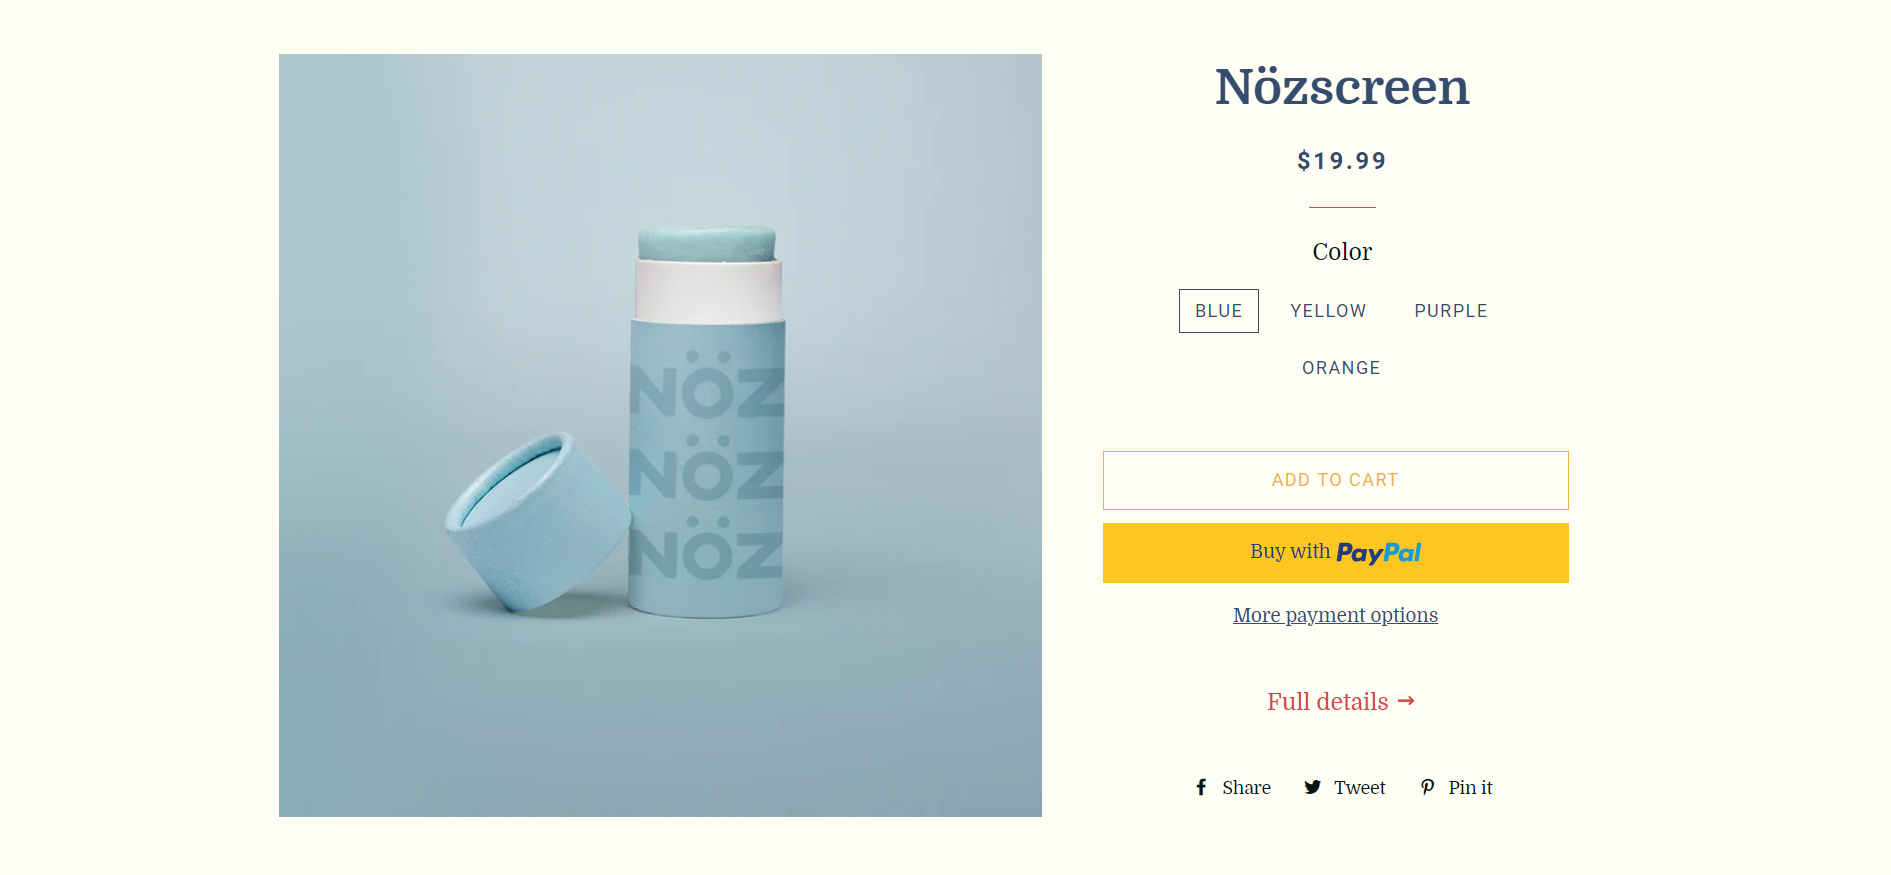 NÖZ
NÖZ
NÖZ
Nözscreen
$19.99
Color
BLUE YELLOW PURPLE
ORANGE
ADD TO CART
Buy with PayPal
More payment options
Full details →
Share Tweet Pin it